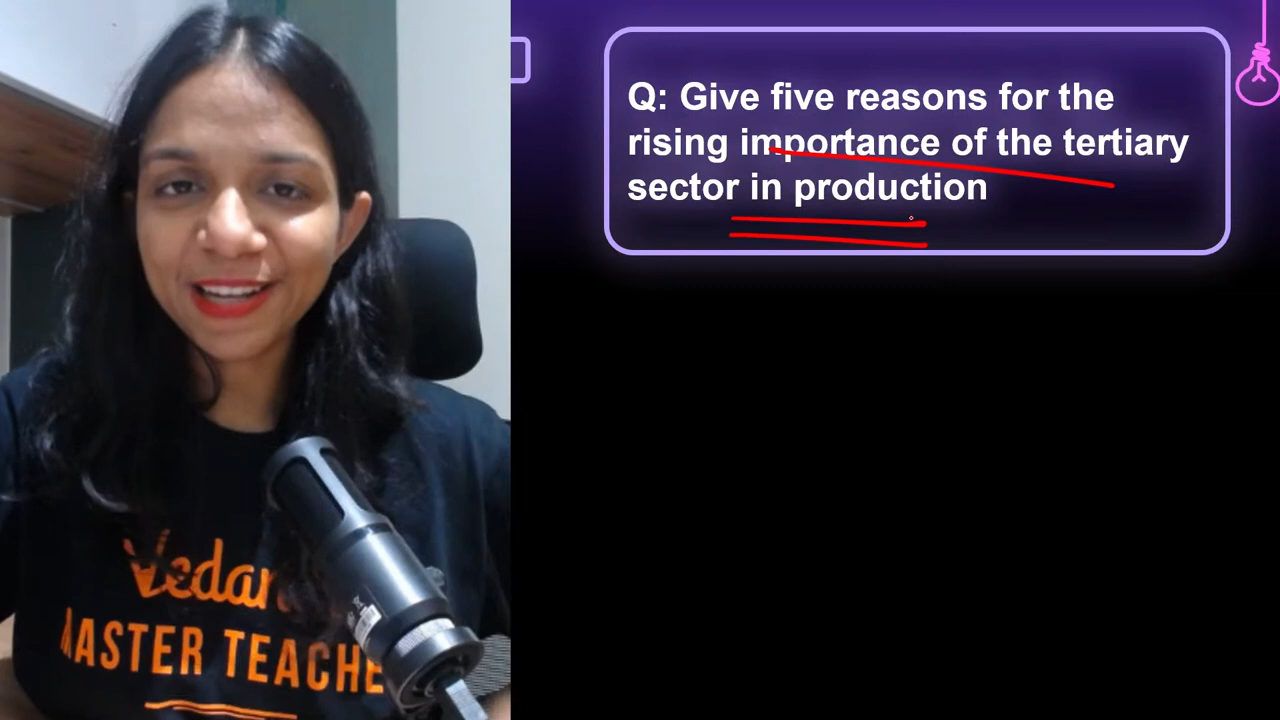 Q: Give five reasons for the
rising importance of the tertiary
sector in production
MASTER TEACHE